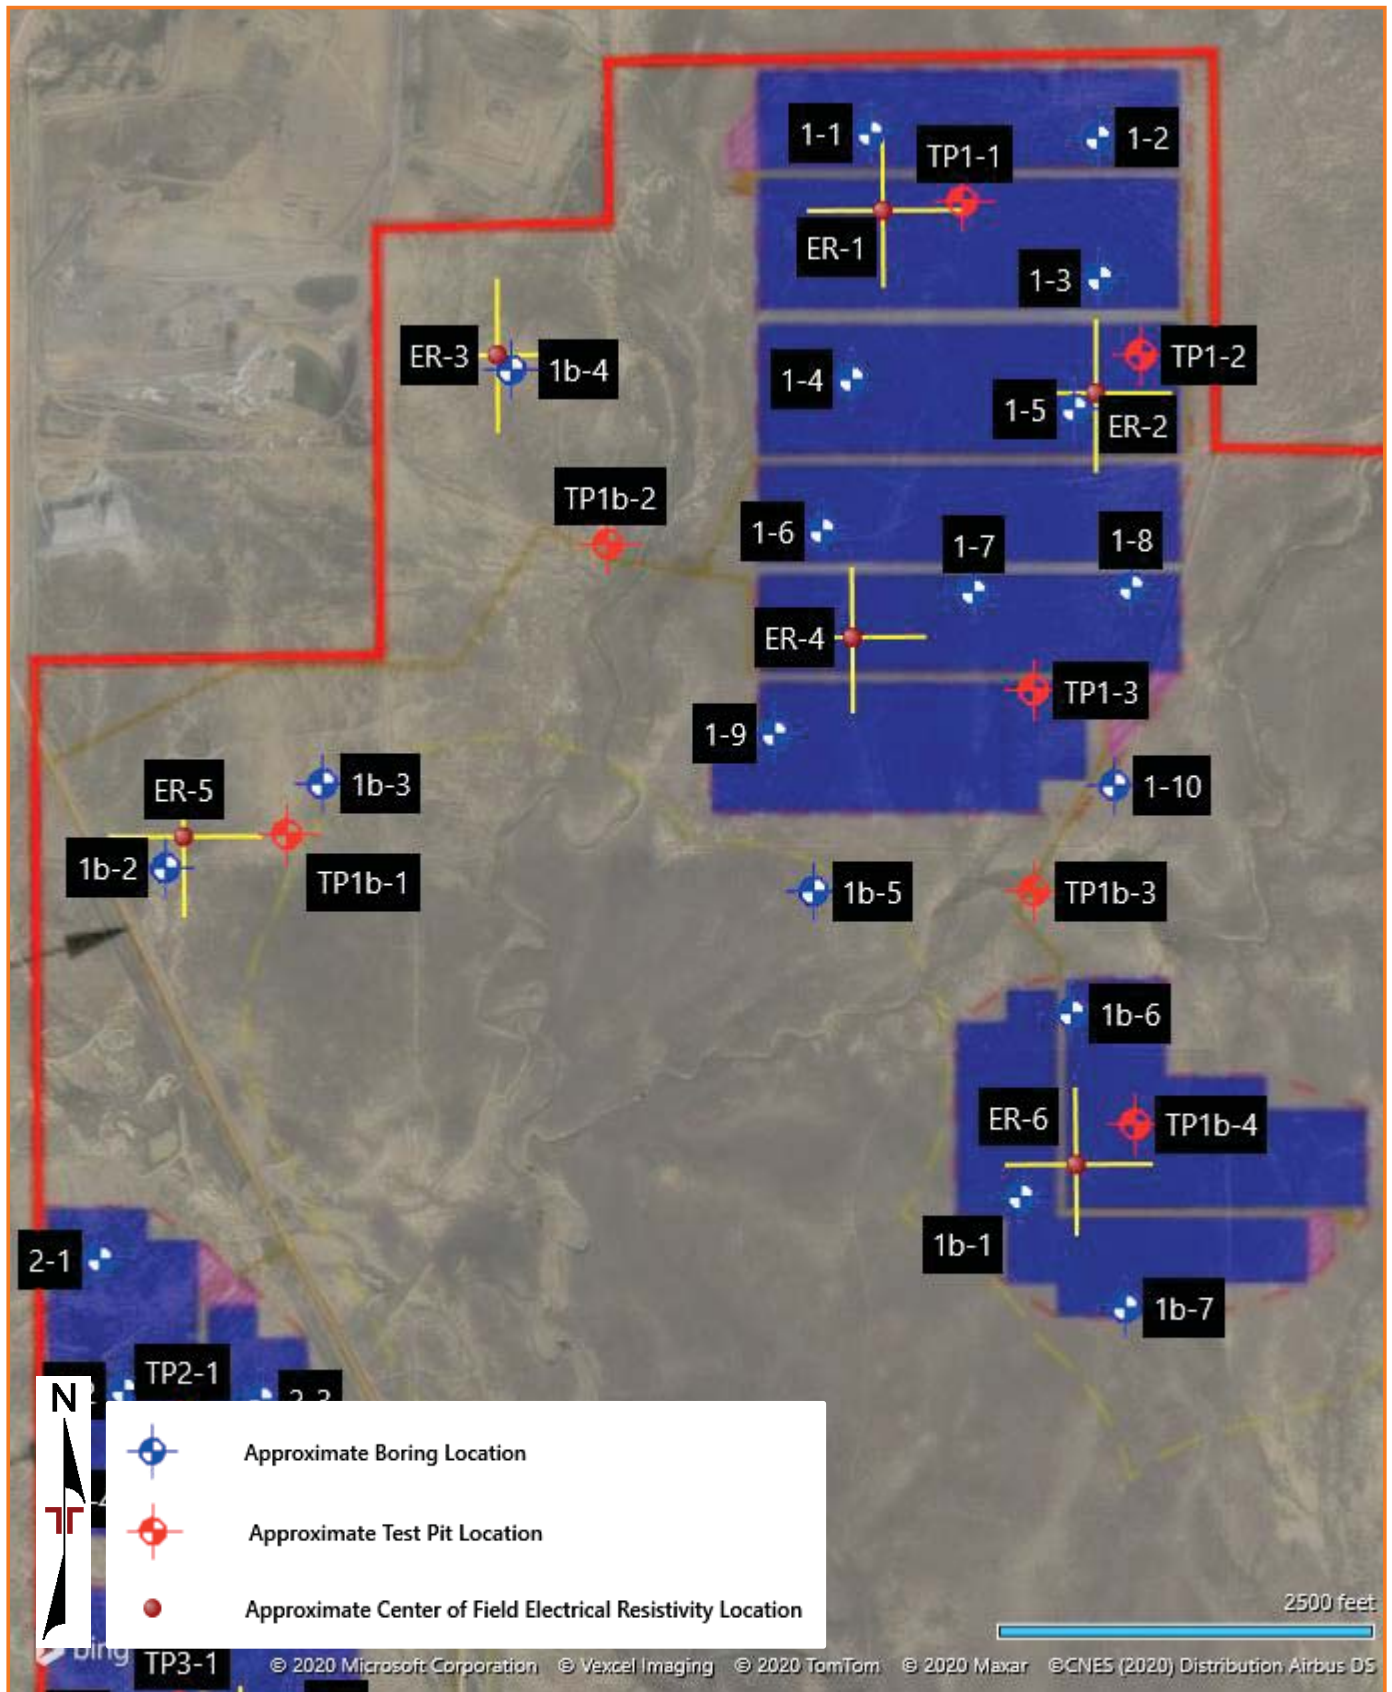 1-1
TP1-1
1-2
ER-1
1-3
ER-3
1b-4
1-4
TP1-2
1-5
ER-2
TP1b-2
1-6
1-7
1-8
ER-4
TP1-3
1-9
ER-5
1b-3
1-10
1b-2
TP1b-1
1b-5
TP1b-3
1b-6
ER-6
TP1b-4
1b-1
2-1
1b-7
TP2-1
N
Approximate Boring Location
Approximate Test Pit Location
Approximate Center of Field Electrical Resistivity Location
2500 feet
bing
TP3-1
© 2020 Microsoft Corporation © Vexcel Imaging © 2020 TomTom © 2020 Maxar ©CNES (2020) Distribution Airbus DS